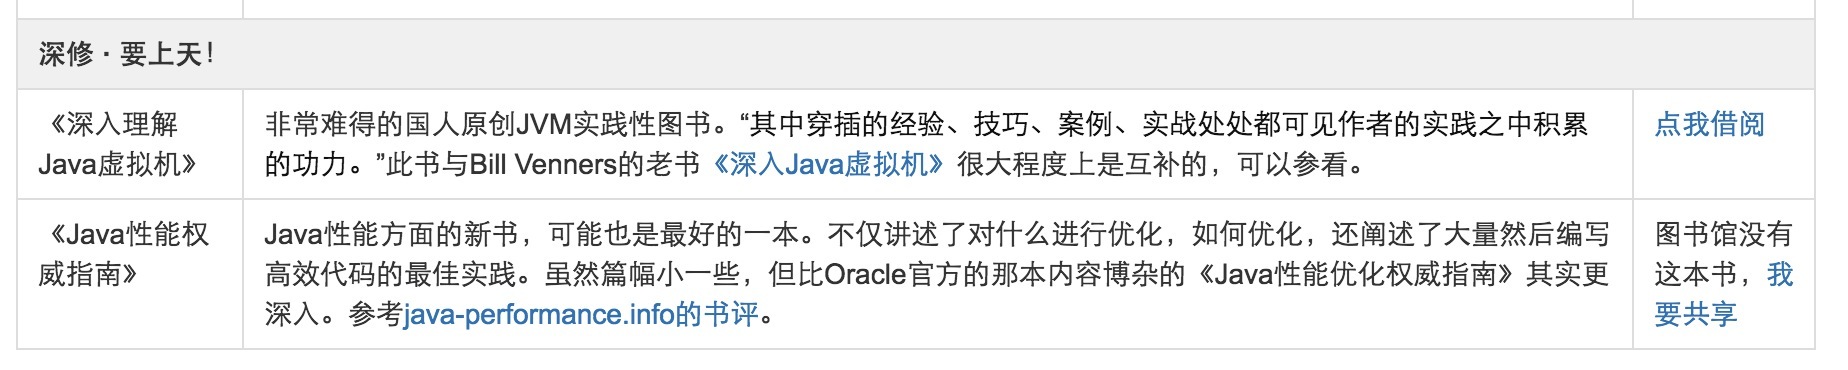 深修 · 要上天！
《深入理解
Java虚拟机》
非常难得的国人原创JVM实践性图书。“其中穿插的经验、技巧、案例、实战处处都可见作者的实践之中积累
的功力。”此书与Bill Venners的老书《深入Java虚拟机》很大程度上是互补的，可以参看。
点我借阅
《Java性能权
威指南》
Java性能方面的新书，可能也是最好的一本。不仅讲述了对什么进行优化，如何优化，还阐述了大量然后编写
高效代码的最佳实践。虽然篇幅小一些，但比Oracle官方的那本内容博杂的《Java性能优化权威指南》其实更
深入。参考java-performance.info的书评。
图书馆没有
这本书，我
要共享